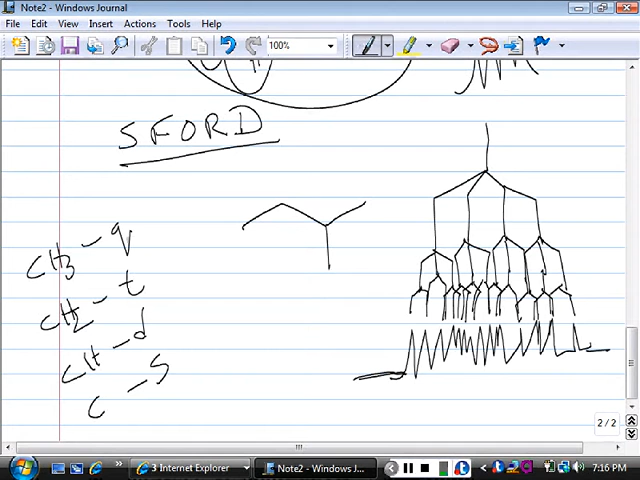 Note2 - Windows Journal
File Edit View Insert Actions Tools Help
100%
SFORD
CH3 - q
CH2 - t
CH - d
C - S
2/2
3 Internet Explorer
Note2 - Windows J...
7:16 PM